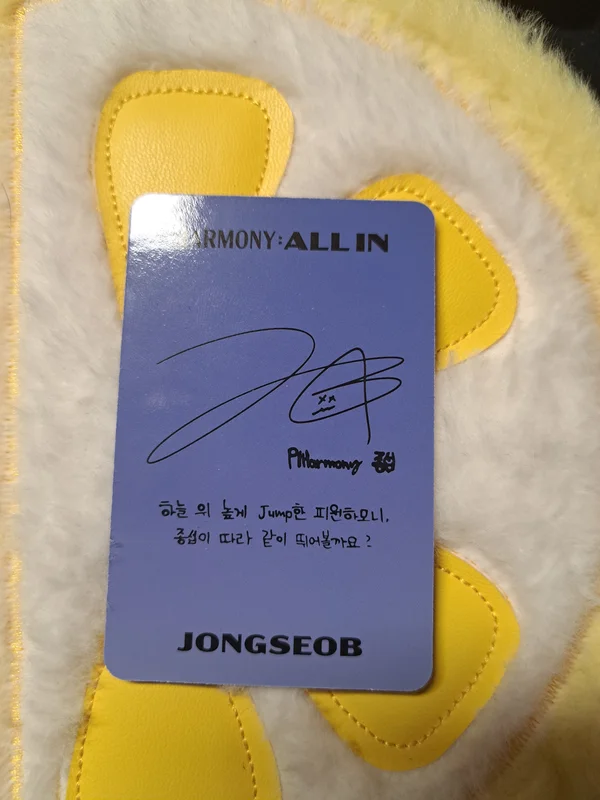 HARMONY:ALL IN
P1Harmony 종섭
하늘 위 높게 Jump한 피원하모니,
종섭이 따라 같이 뛰어볼까요?
JONGSEOB